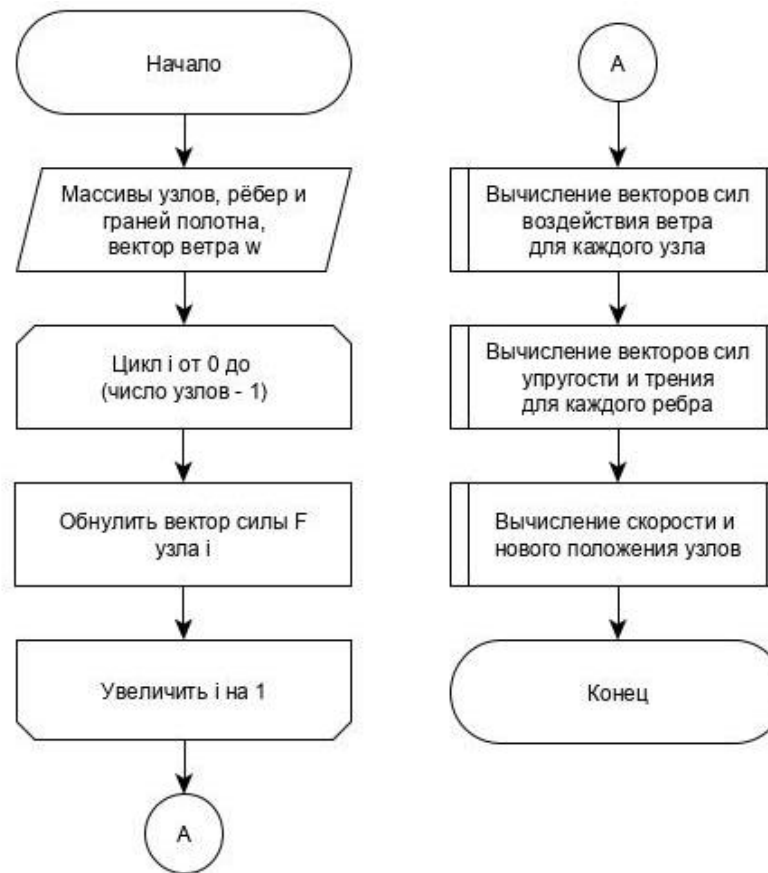 Начало
Массивы узлов, рёбер и
граней полотна,
вектор ветра w
Цикл i от 0 до
(число узлов - 1)
Обнулить вектор силы F
узла i
Увеличить i на 1
А
А
Вычисление векторов сил
воздействия ветра
для каждого узла
Вычисление векторов сил
упругости и трения
для каждого ребра
Вычисление скорости и
нового положения узлов
Конец